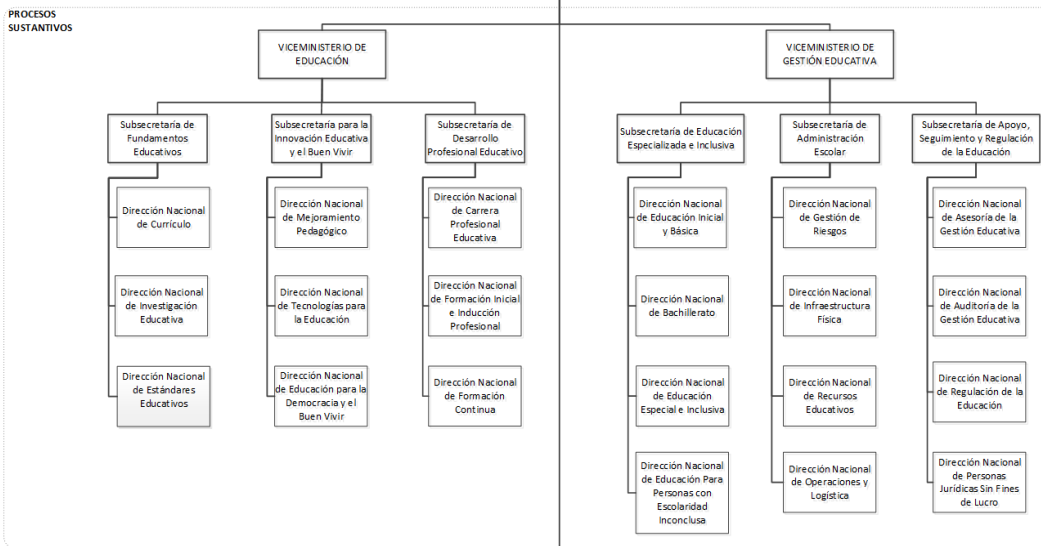 PROCESOS
SUSTANTIVOS
VICEMINISTERIO DE
EDUCACIÓN
VICEMINISTERIO DE
GESTIÓN EDUCATIVA
Subsecretaría de
Fundamentos
Educativos
Subsecretaría para la
Innovación Educativa
y el Buen Vivir
Subsecretaría de
Desarrollo
Profesional Educativo
Subsecretaría de Educación
Especializada e Inclusiva
Subsecretaría de
Administración
Escolar
Subsecretaría de Apoyo,
Seguimiento y Regulación
de la Educación
Dirección Nacional
de Currículo
Dirección Nacional
de Mejoramiento
Pedagógico
Dirección Nacional
de Carrera
Profesional
Educativa
Dirección Nacional
de Educación Inicial
y Básica
Dirección Nacional
de Gestión de
Riesgos
Dirección Nacional
de Asesoría de la
Gestión Educativa
Dirección Nacional
de Investigación
Educativa
Dirección Nacional
de Tecnologías para
la Educación
Dirección Nacional
de Formación Inicial
e Inducción
Profesional
Dirección Nacional
de Bachillerato
Dirección Nacional
de Infraestructura
Física
Dirección Nacional
de Auditoría de la
Gestión Educativa
Dirección Nacional
de Estándares
Educativos
Dirección Nacional
de Educación para la
Democracia y el
Buen Vivir
Dirección Nacional
de Formación
Continua
Dirección Nacional
de Educación
Especial e Inclusiva
Dirección Nacional
de Recursos
Educativos
Dirección Nacional
de Regulación de la
Educación
Dirección Nacional
de Educación Para
Personas con
Escolaridad
Inconclusa
Dirección Nacional
de Operaciones y
Logística
Dirección Nacional
de Personas
Jurídicas Sin Fines
de Lucro